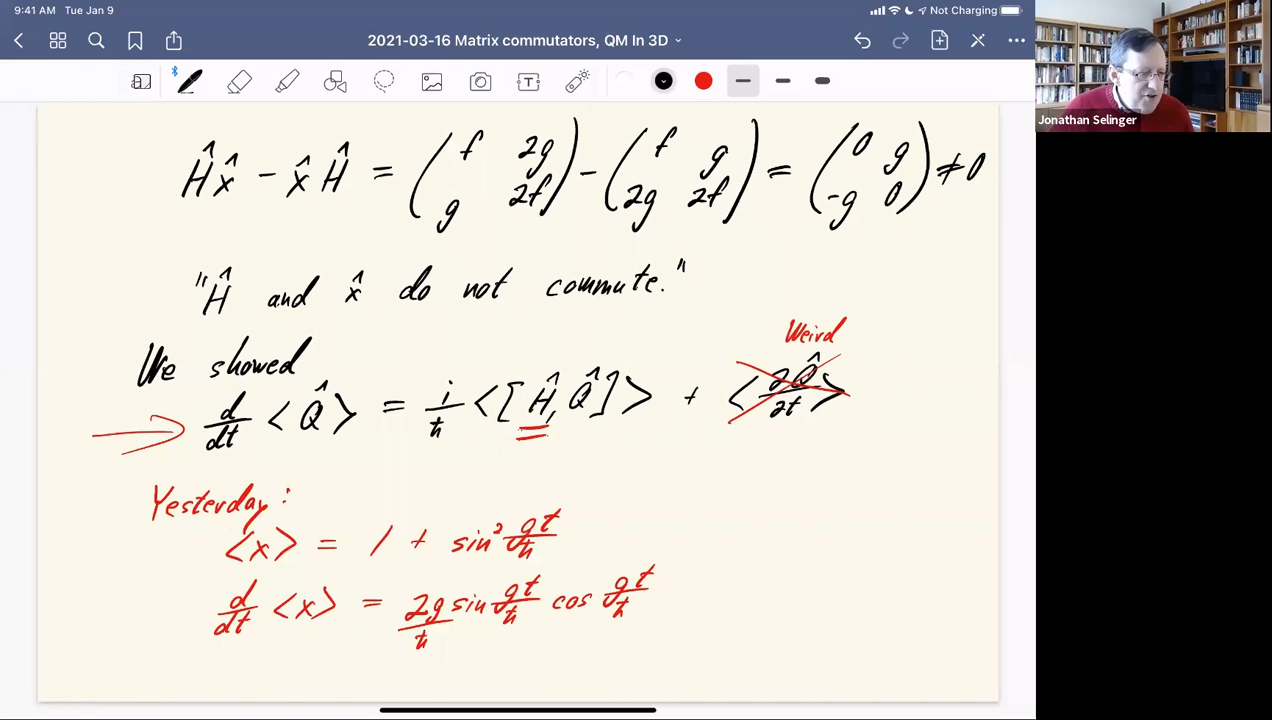 9:41 AM Tue Jan 9
Not Charging
2021-03-16 Matrix commutators, QM In 3D
Jonathan Selinger
Ĥx̂ - x̂Ĥ = (f 2g; g 2f) - (f g; 2g 2f) = (0 g; -g 0) ≠ 0
"Ĥ and x̂ do not commute."
Weird
We showed
d/dt <Q̂> = i/ħ <[Ĥ, Q̂]> + <∂Q̂/∂t>
Yesterday:
<x> = 1 + sin² gt/ħ
d/dt <x> = 2g/ħ sin gt/ħ cos gt/ħ